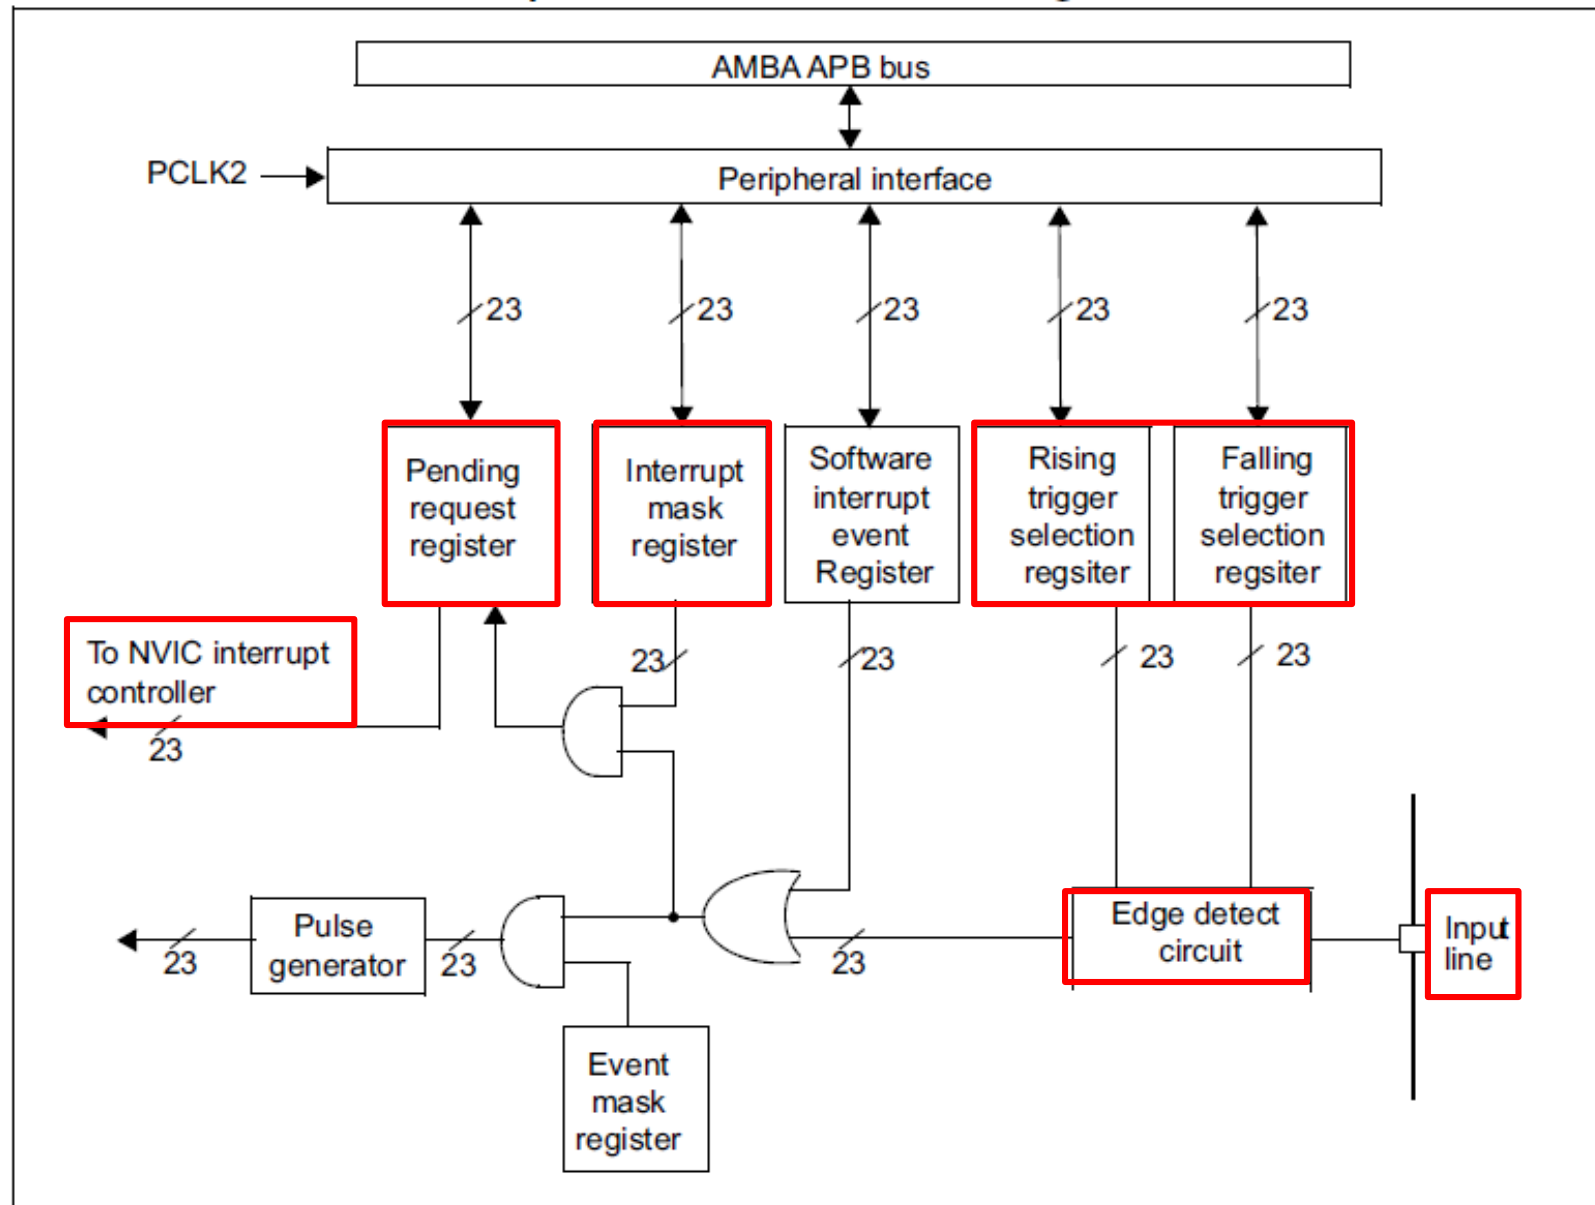 AMBA APB bus
PCLK2
Peripheral interface
23
23
23
23
23
Pending
request
register
Interrupt
mask
register
Software
interrupt
event
Register
Rising
trigger
selection
regsiter
Falling
trigger
selection
regsiter
To NVIC interrupt
controller
23
23
23
23
23
Pulse
generator
23
23
23
Edge detect
circuit
Input
line
Event
mask
register